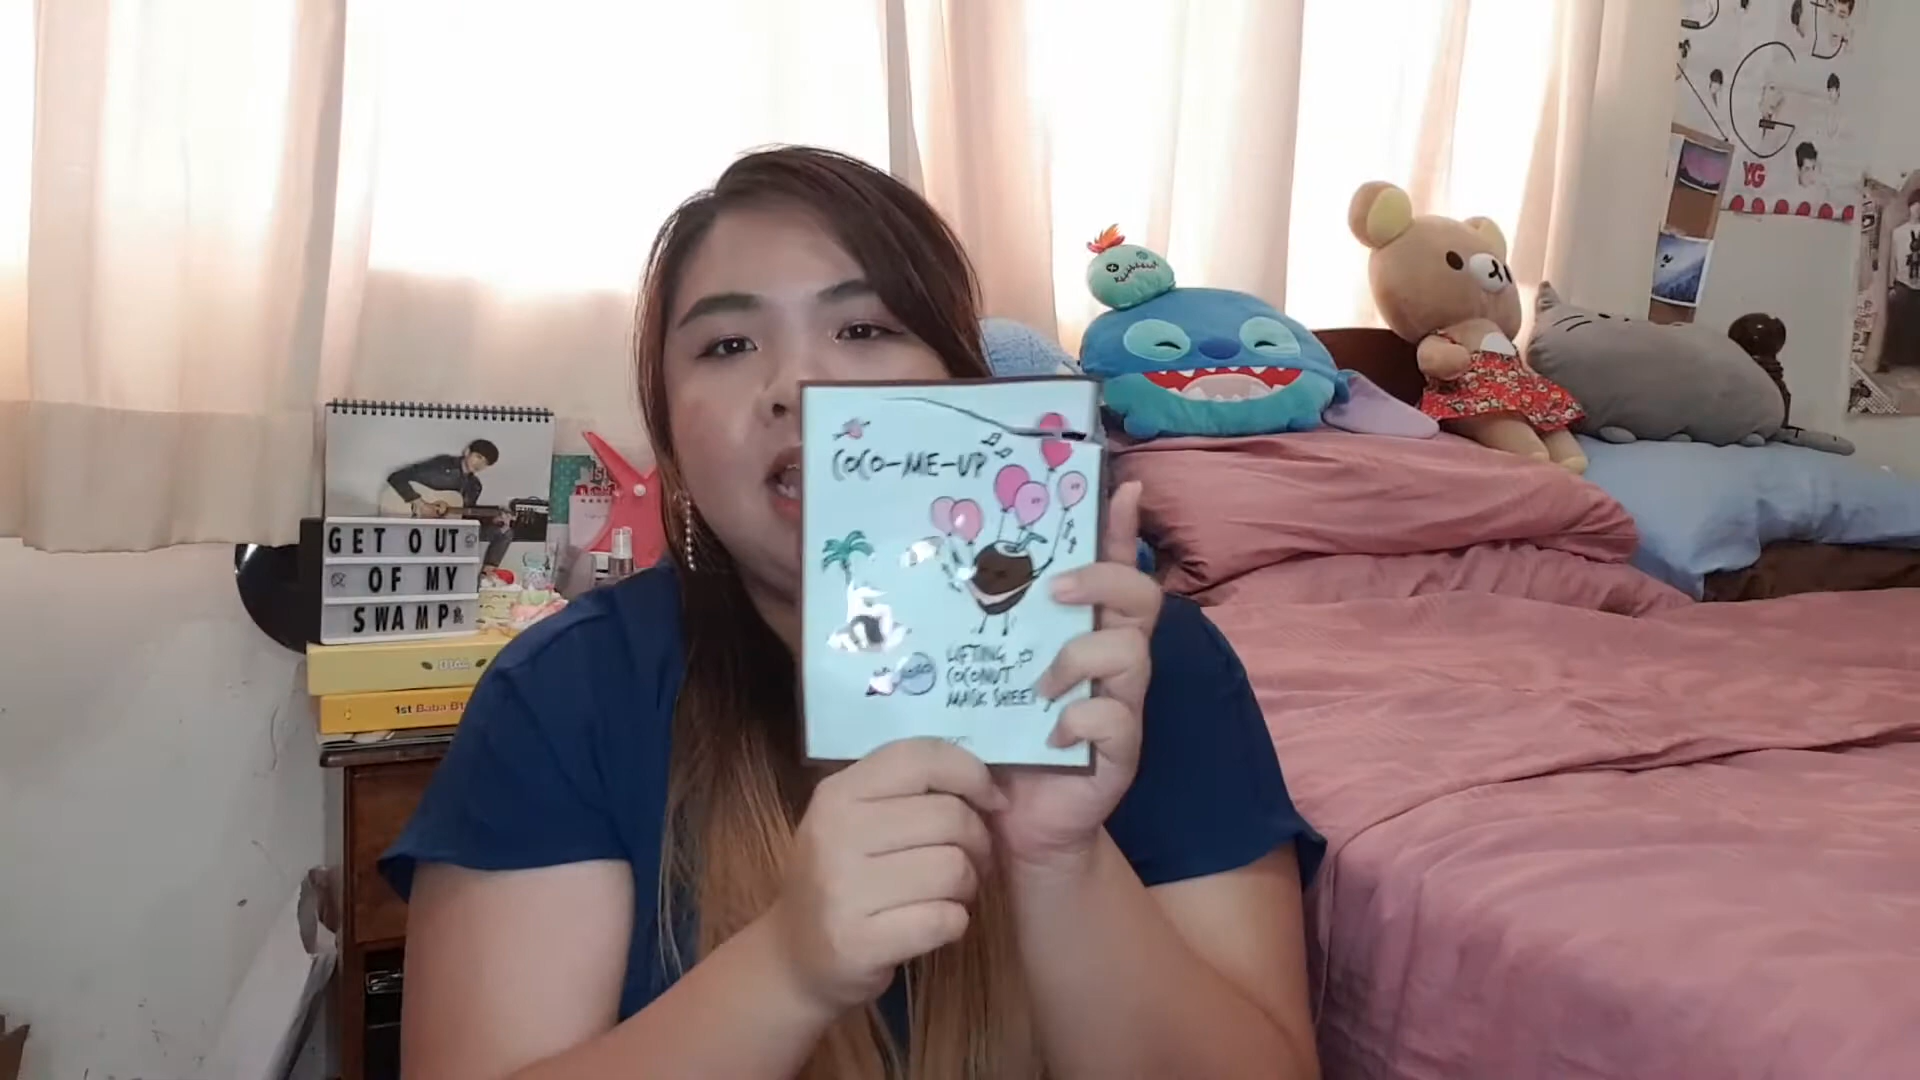 COCO-ME-UP
LIFTING
COCONUT
MASK SHEET
GET OUT
OF MY
SWAMP
1st Baba
YG